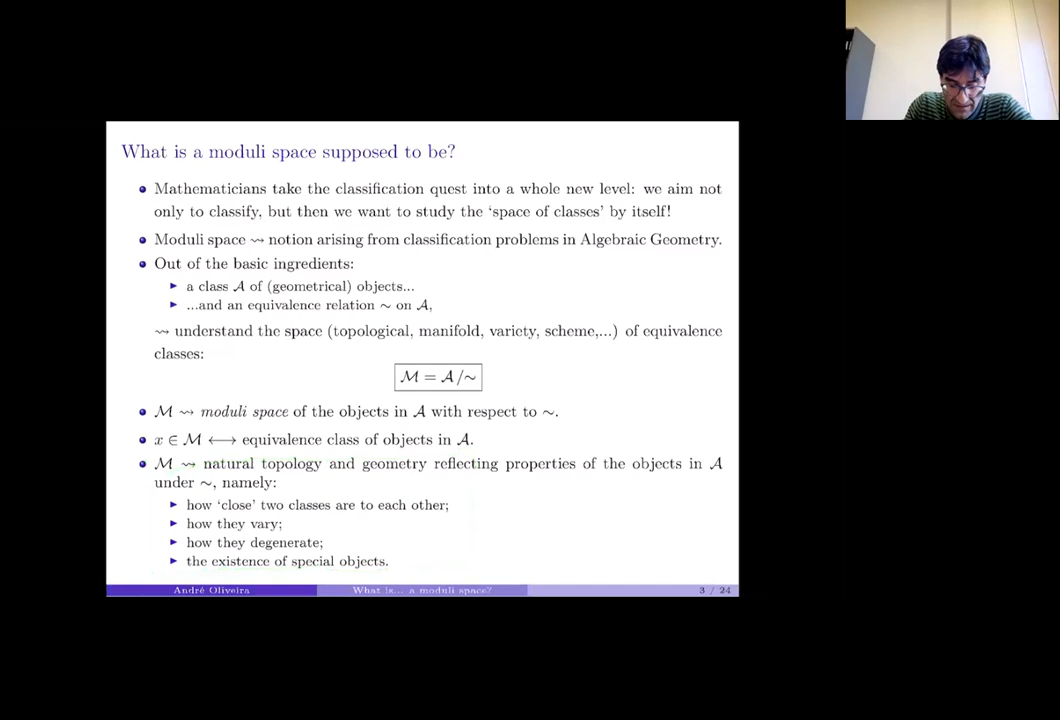 What is a moduli space supposed to be?
Mathematicians take the classification quest into a whole new level: we aim not
only to classify, but then we want to study the ‘space of classes’ by itself!
Moduli space ⇝ notion arising from classification problems in Algebraic Geometry.
Out of the basic ingredients:
a class 𝒜 of (geometrical) objects...
...and an equivalence relation ∼ on 𝒜,
⇝ understand the space (topological, manifold, variety, scheme,...) of equivalence
classes:
ℳ = 𝒜/∼
ℳ ⇝ moduli space of the objects in 𝒜 with respect to ∼.
x ∈ ℳ ⟷ equivalence class of objects in 𝒜.
ℳ ⇝ natural topology and geometry reflecting properties of the objects in 𝒜
under ∼, namely:
how ‘close’ two classes are to each other;
how they vary;
how they degenerate;
the existence of special objects.
André Oliveira What is... a moduli space? 3 / 24